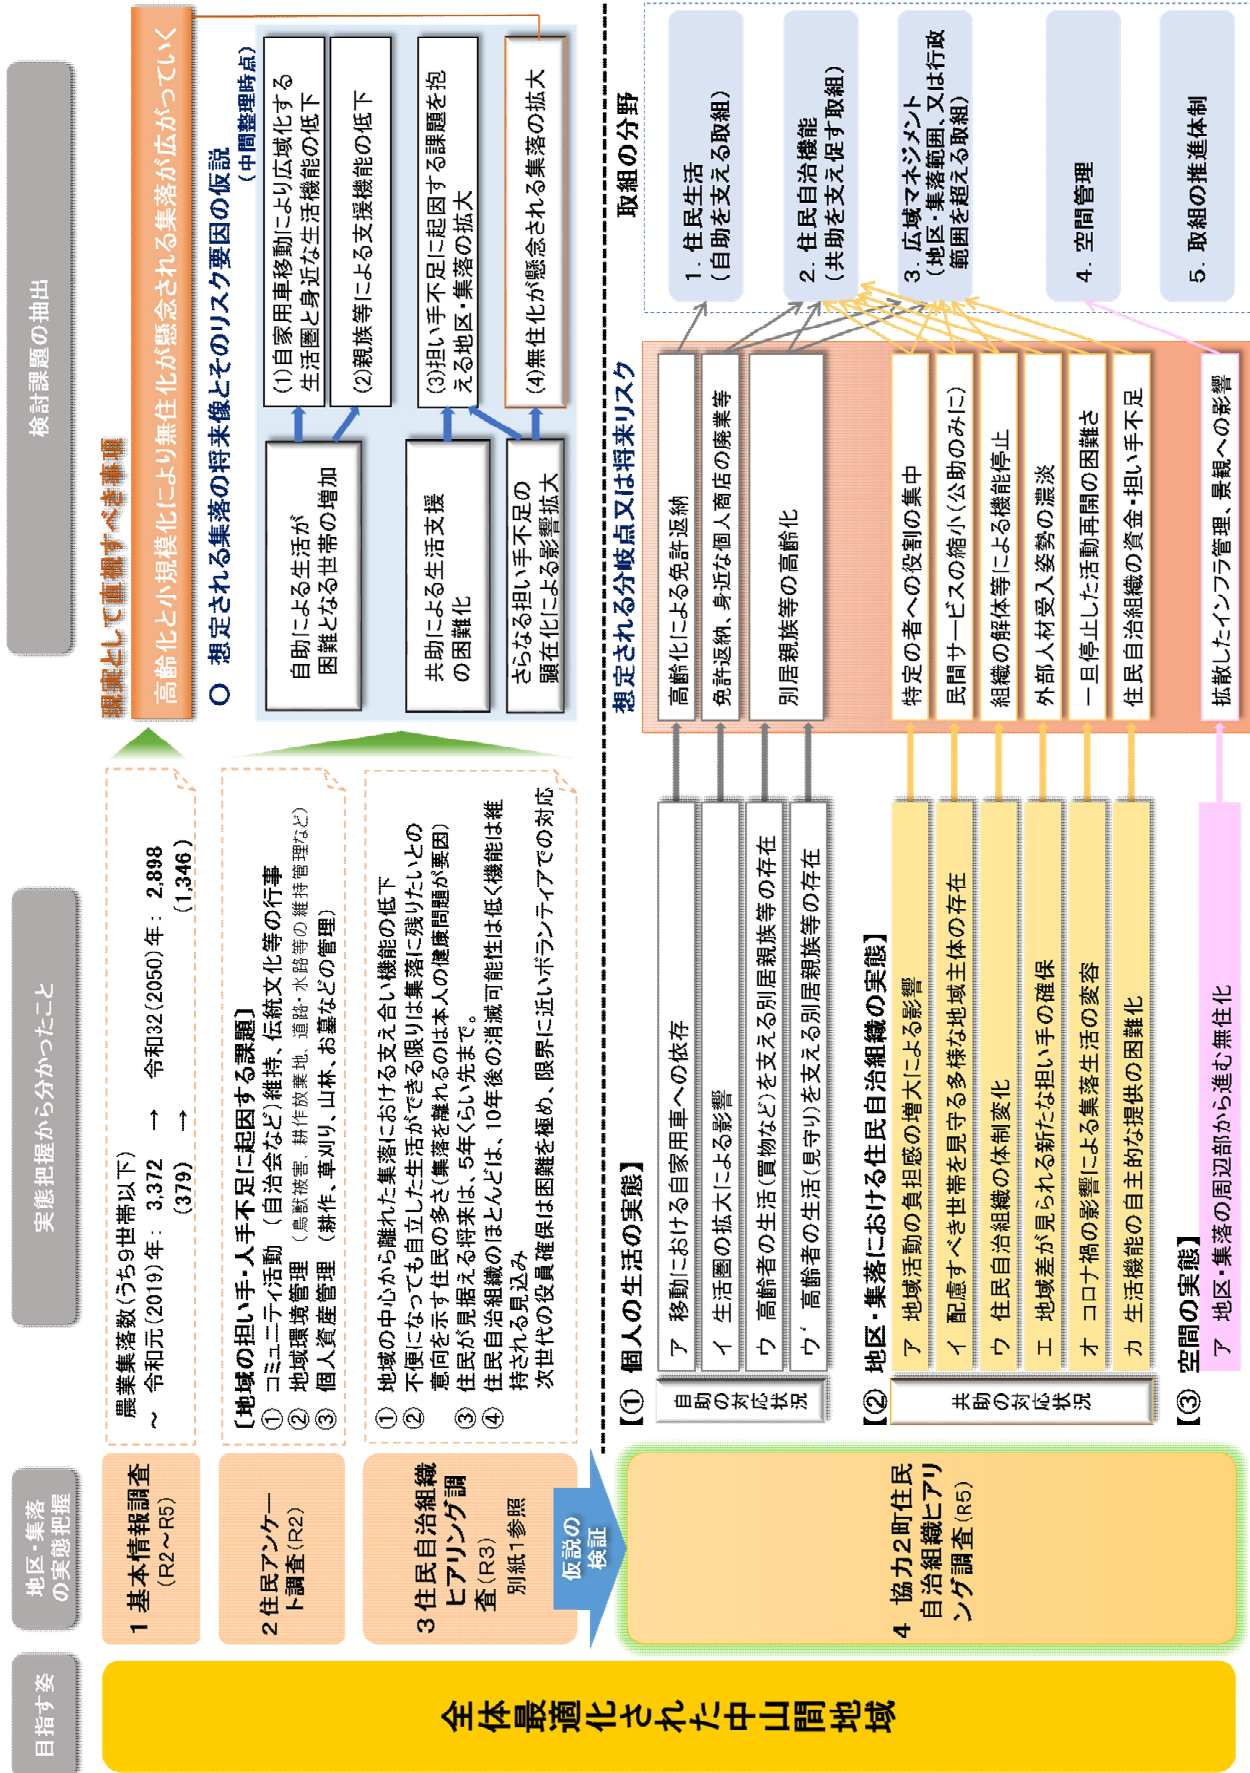 目指す姿
地区・集落
の実態把握
実態把握から分かったこと
検討課題の抽出
全体最適化された中山間地域
1 基本情報調査
(R2～R5)
農業集落数(うち9世帯以下)
～ 令和元(2019)年： 3,372 → 令和32(2050)年： 2,898
(379) → (1,346)
現実として直視すべき事項
高齢化と小規模化により無住化が懸念される集落が広がっていく
2住民アンケー
ト調査(R2)
〔地域の担い手・人手不足に起因する課題〕
① コミュニティ活動 (自治会など)維持、伝統文化等の行事
② 地域環境管理 (鳥獣被害、耕作放棄地、道路・水路等の維持管理など)
③ 個人資産管理 (耕作、草刈り、山林、お墓などの管理)
3住民自治組織
ヒアリング調
査(R3)
別紙1参照
① 地域の中心から離れた集落における支え合い機能の低下
② 不便になっても自立した生活ができる限りは集落に残りたいとの
意向を示す住民の多さ(集落を離れるのは本人の健康問題が要因)
③ 住民が見据える将来は、5年くらい先まで。
④ 住民自治組織のほとんどは、10年後の消滅可能性は低く機能は維
持される見込み
次世代の役員確保は困難を極め、限界に近いボランティアでの対応
○ 想定される集落の将来像とそのリスク要因の仮説
(中間整理時点)
自助による生活が
困難となる世帯の増加
共助による生活支援
の困難化
さらなる担い手不足の
顕在化による影響拡大
(1)自家用車移動により広域化する
生活圏と身近な生活機能の低下
(2)親族等による支援機能の低下
(3)担い手不足に起因する課題を抱
える地区・集落の拡大
(4)無住化が懸念される集落の拡大
仮説の
検証
4 協力2町住民
自治組織ヒアリ
ング調査(R5)
【① 個人の生活の実態】
自助の対応状況
ア 移動における自家用車への依存
イ 生活圏の拡大による影響
ウ 高齢者の生活(買物など)を支える別居親族等の存在
ウ' 高齢者の生活(見守り)を支える別居親族等の存在
【② 地区・集落における住民自治組織の実態】
共助の対応状況
ア 地域活動の負担感の増大による影響
イ 配慮すべき世帯を見守る多様な地域主体の存在
ウ 住民自治組織の体制変化
エ 地域差が見られる新たな担い手の確保
オ コロナ禍の影響による集落生活の変容
カ 生活機能の自主的な提供の困難化
【③ 空間の実態】
ア 地区・集落の周辺部から進む無住化
想定される分岐点又は将来リスク
高齢化による免許返納
免許返納、身近な個人商店の廃業等
別居親族等の高齢化
特定の者への役割の集中
民間サービスの縮小(公助のみに)
組織の解体等による機能停止
外部人材受入姿勢の濃淡
一旦停止した活動再開の困難さ
住民自治組織の資金・担い手不足
拡散したインフラ管理、景観への影響
取組の分野
1．住民生活
(自助を支える取組)
2．住民自治機能
(共助を支え促す取組)
3．広域マネジメント
(地区・集落範囲、又は行政
範囲を超える取組)
4．空間管理
5．取組の推進体制